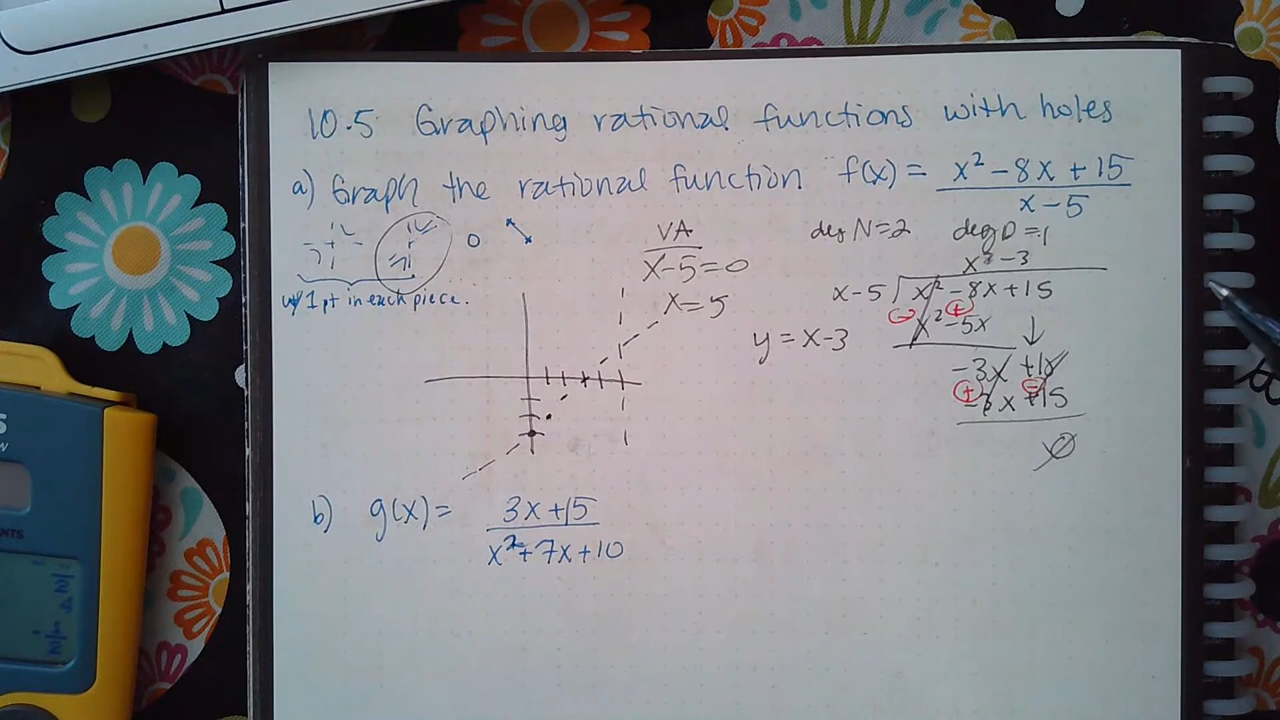 10.5 Graphing rational functions with holes
a) Graph the rational function f(x) = x² - 8x + 15
x - 5
VA
x-5=0
x=5
w/ 1 pt in each piece.
deg N=2 deg D=1
x - 3
x-5 x² - 8x + 15
x² - 5x
-3x + 15
-3x + 15
0
y = x-3
b) g(x) = 3x+15
x²+7x+10